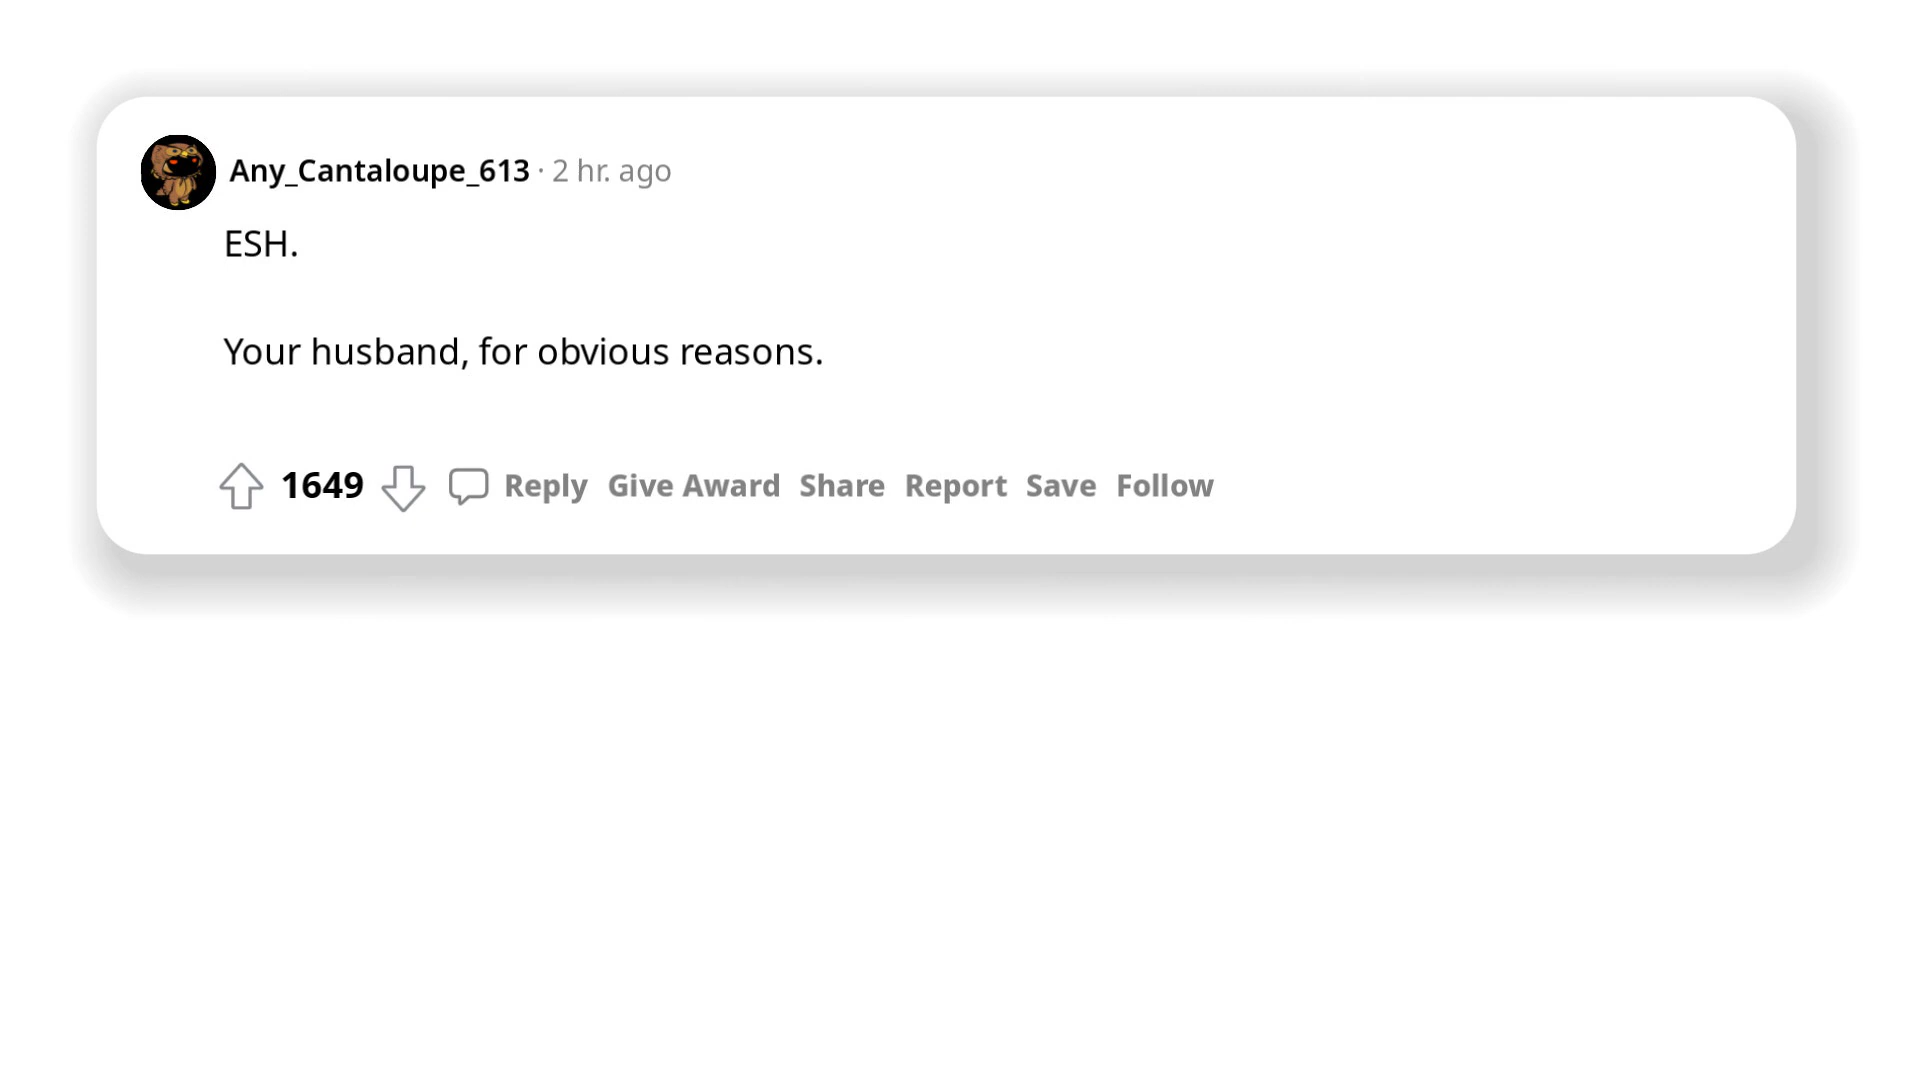 Any_Cantaloupe_613 · 2 hr. ago
ESH.
Your husband, for obvious reasons.
1649 Reply Give Award Share Report Save Follow